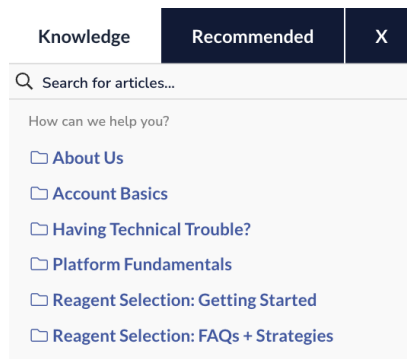 Knowledge Recommended X
Search for articles...
How can we help you?
About Us
Account Basics
Having Technical Trouble?
Platform Fundamentals
Reagent Selection: Getting Started
Reagent Selection: FAQs + Strategies